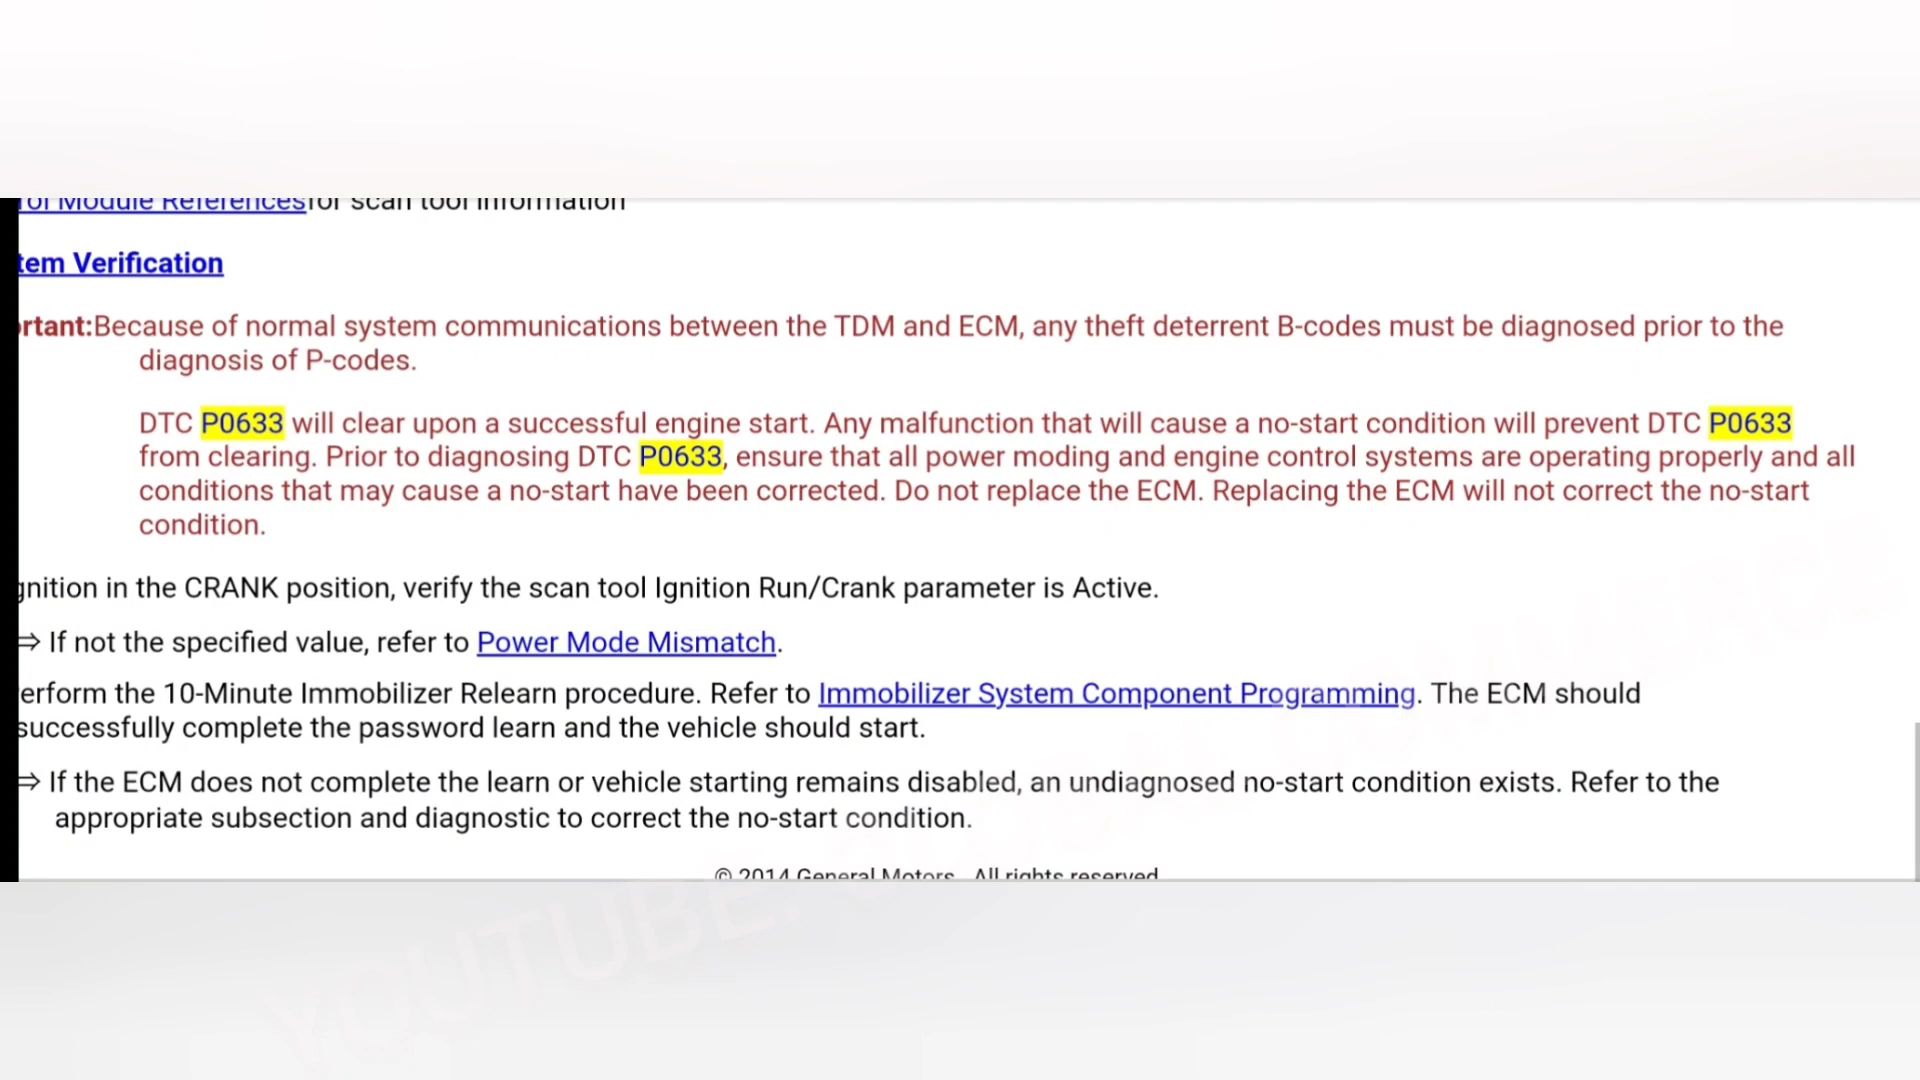 rol Module References for scan tool information
tem Verification
rtant:Because of normal system communications between the TDM and ECM, any theft deterrent B-codes must be diagnosed prior to the
diagnosis of P-codes.
DTC P0633 will clear upon a successful engine start. Any malfunction that will cause a no-start condition will prevent DTC P0633
from clearing. Prior to diagnosing DTC P0633, ensure that all power moding and engine control systems are operating properly and all
conditions that may cause a no-start have been corrected. Do not replace the ECM. Replacing the ECM will not correct the no-start
condition.
gnition in the CRANK position, verify the scan tool Ignition Run/Crank parameter is Active.
⇒ If not the specified value, refer to Power Mode Mismatch.
erform the 10-Minute Immobilizer Relearn procedure. Refer to Immobilizer System Component Programming. The ECM should
successfully complete the password learn and the vehicle should start.
⇒ If the ECM does not complete the learn or vehicle starting remains disabled, an undiagnosed no-start condition exists. Refer to the
appropriate subsection and diagnostic to correct the no-start condition.
© 2014 General Motors. All rights reserved
YOUTUBE: